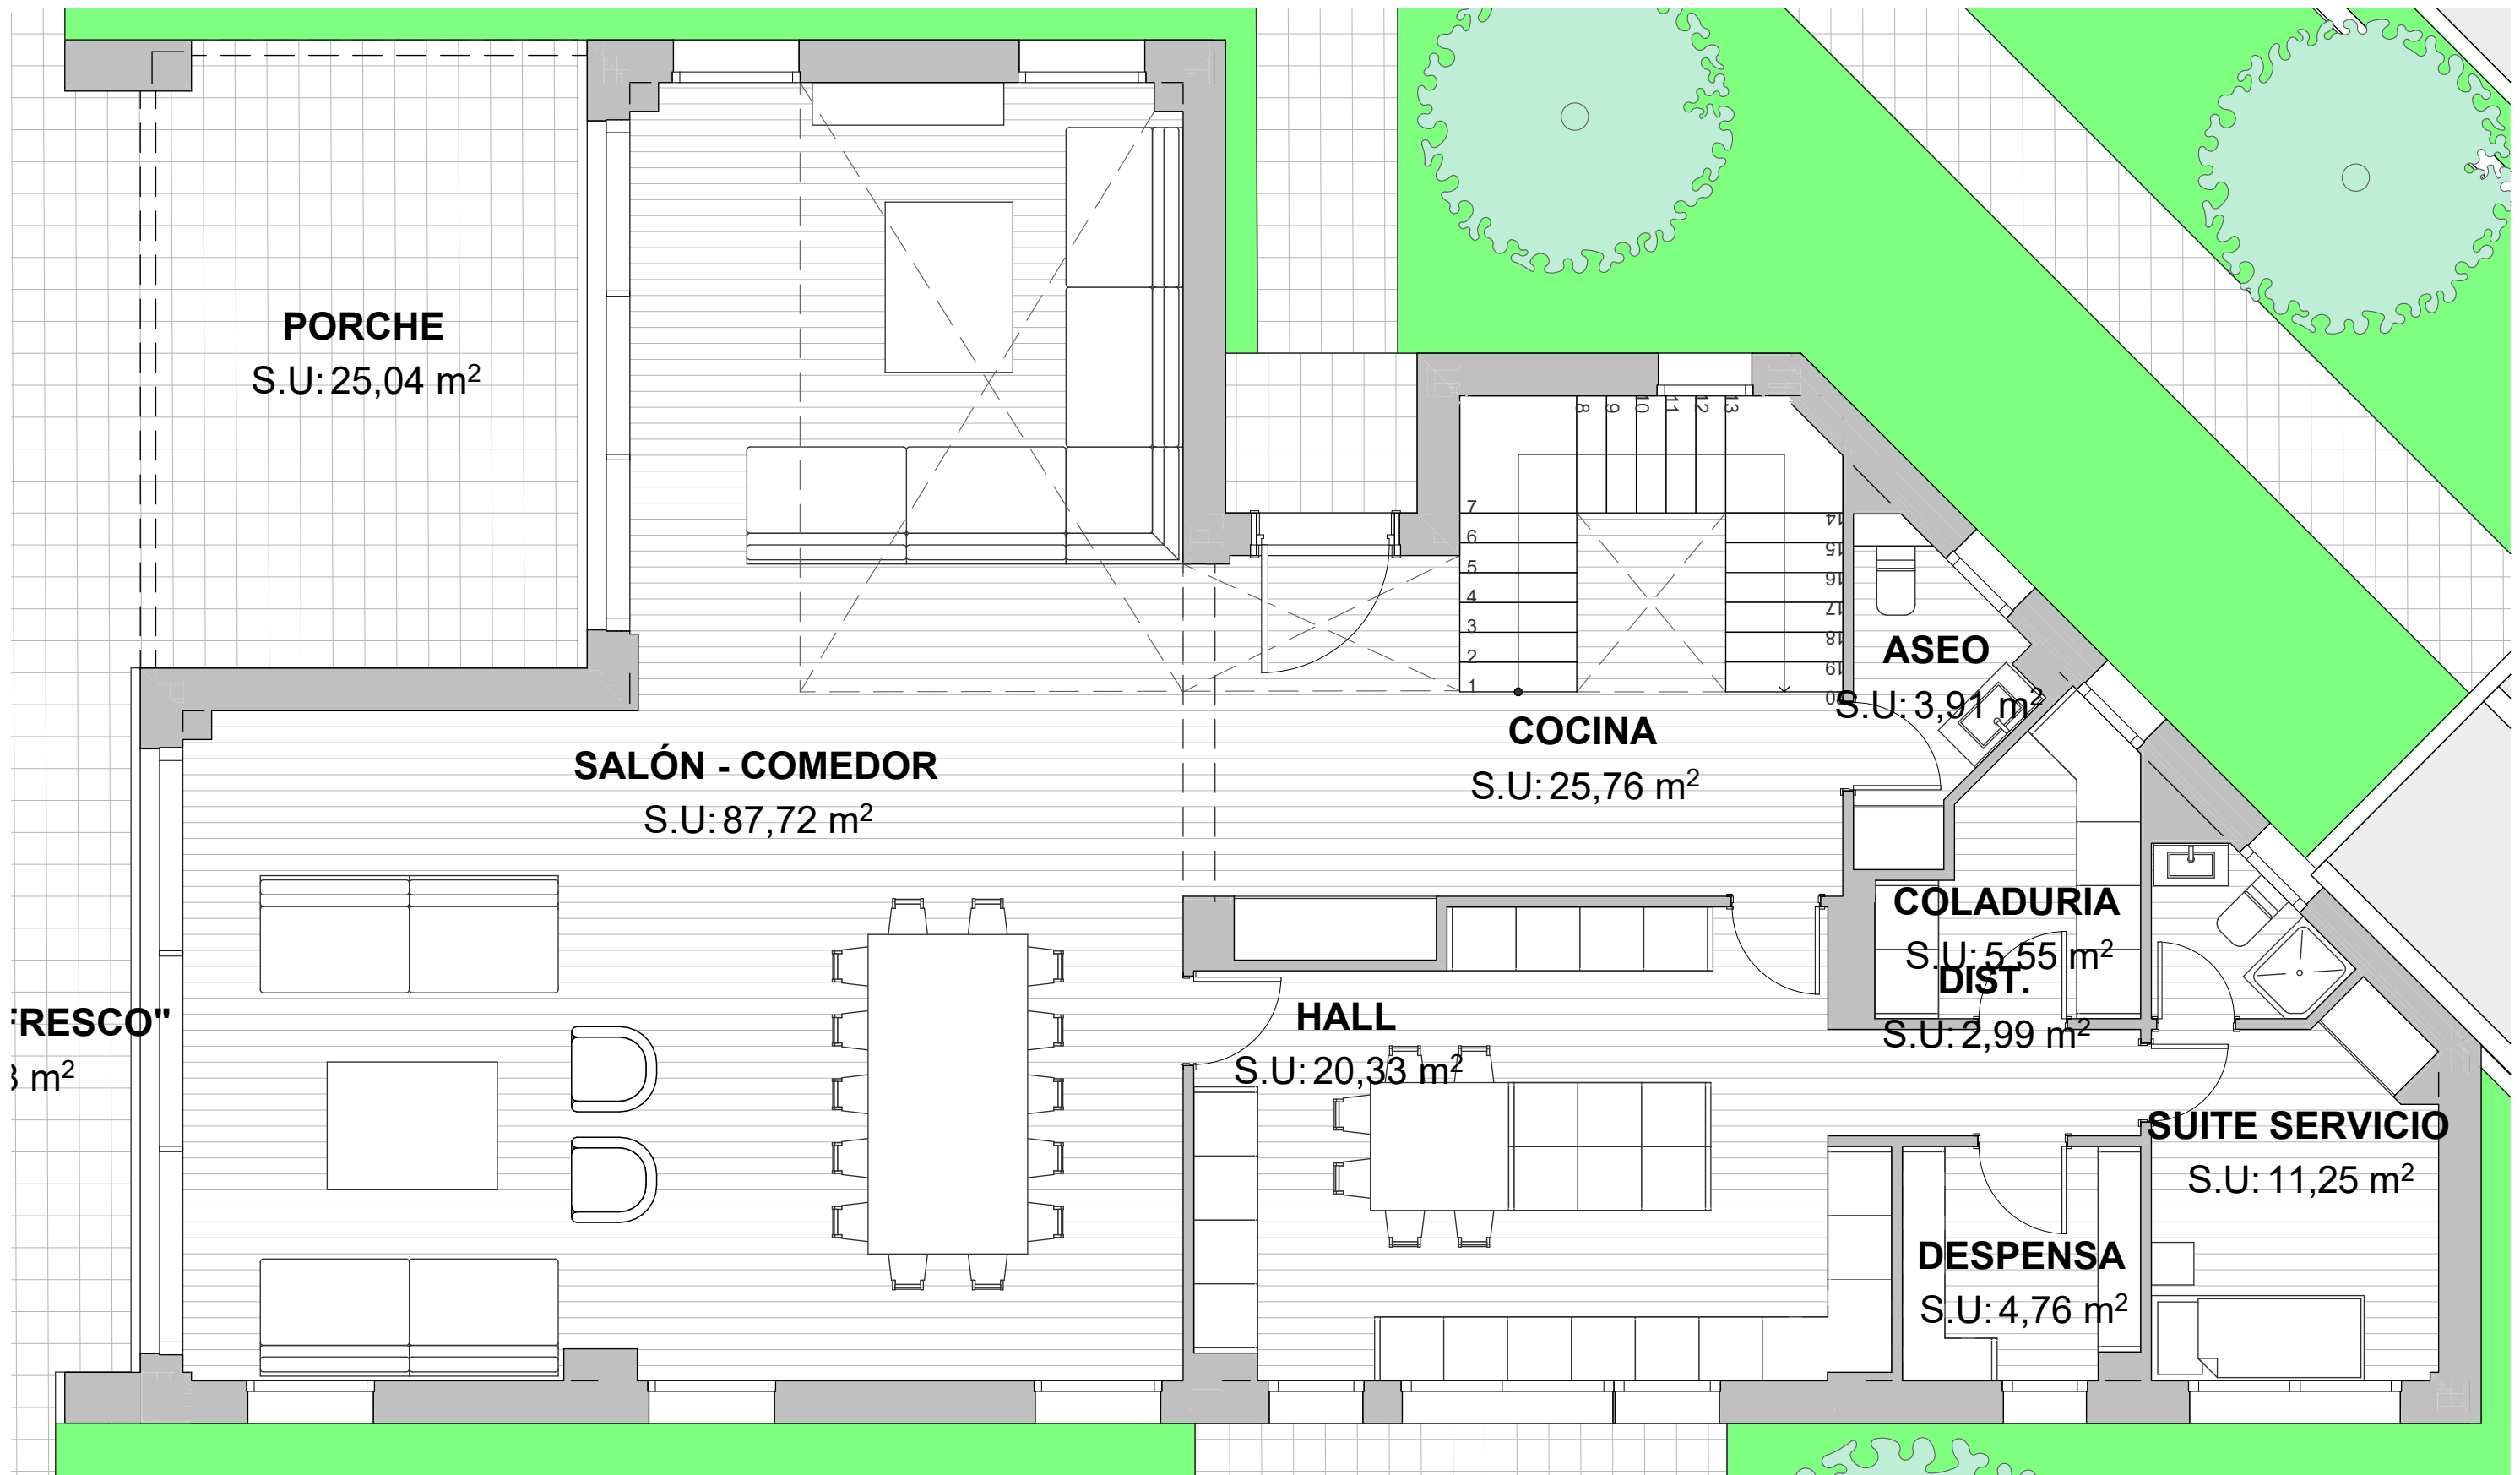 PORCHE
S.U: 25,04 m²
8 9 10 11 12 13
7
6
5
4
3
2
1
14
15
16
17
18
19
20
ASEO
S.U: 3,91 m²
COCINA
S.U: 25,76 m²
SALÓN - COMEDOR
S.U: 87,72 m²
COLADURIA
S.U: 5,55 m²
DIST.
S.U: 2,99 m²
HALL
S.U: 20,33 m²
FRESCO"
m²
SUITE SERVICIO
S.U: 11,25 m²
DESPENSA
S.U: 4,76 m²